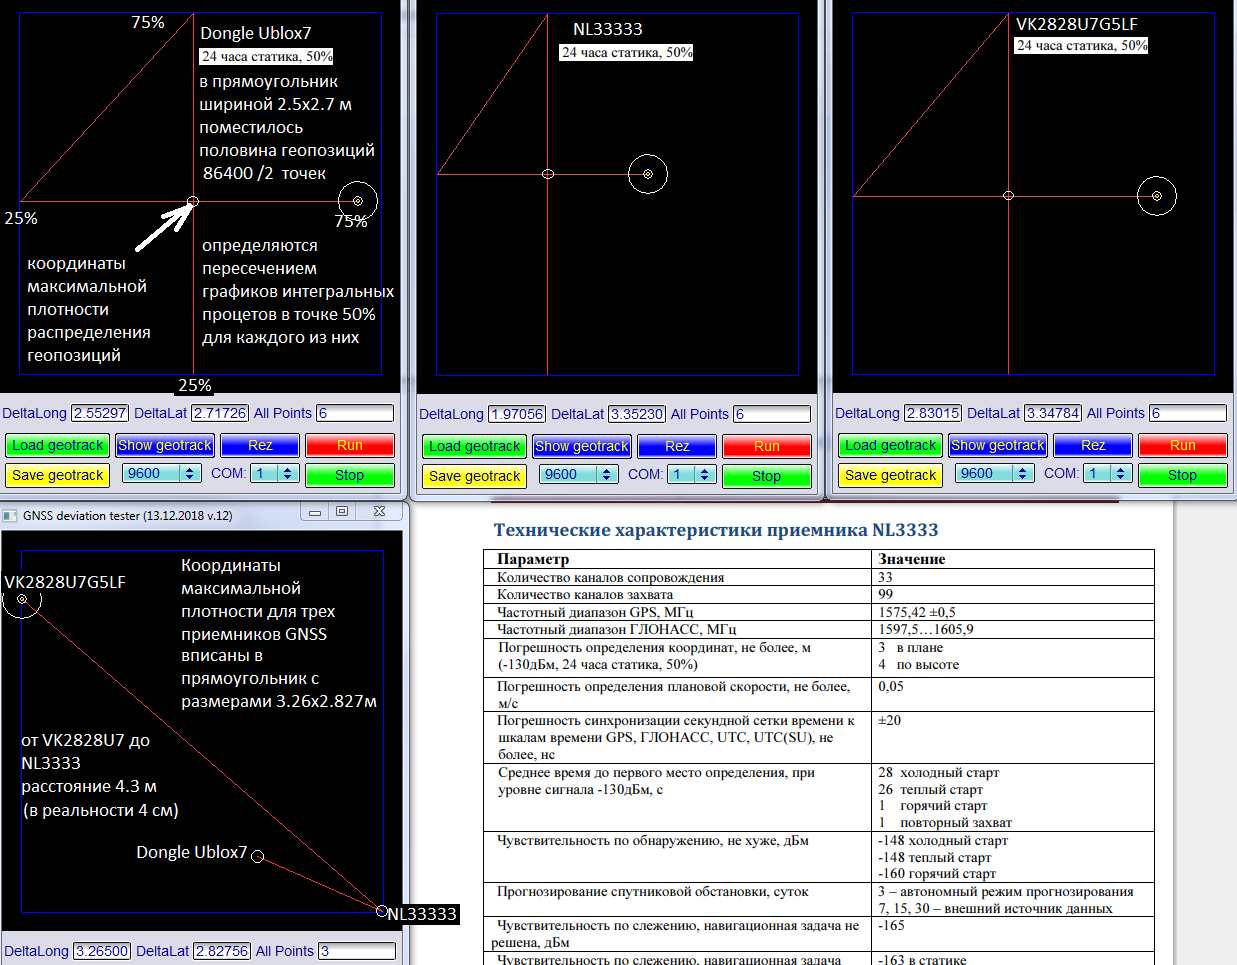 75%
Dongle Ublox7
24 часа статика, 50%
в прямоугольник
шириной 2.5х2.7 м
поместилось
половина геопозиций
86400 /2 точек
25%
75%
координаты
максимальной
плотности
распределения
геопозиций
определяются
пересечением
графиков интегральных
процетов в точке 50%
для каждого из них
25%
DeltaLong 2.55297 DeltaLat 2.71726 All Points 6
Load geotrack Show geotrack Rez Run
Save geotrack 9600 COM: 1 Stop
NL33333
24 часа статика, 50%
DeltaLong 1.97056 DeltaLat 3.35230 All Points 6
Load geotrack Show geotrack Rez Run
Save geotrack 9600 COM: 1 Stop
VK2828U7G5LF
24 часа статика, 50%
DeltaLong 2.83015 DeltaLat 3.34784 All Points 6
Load geotrack Show geotrack Rez Run
Save geotrack 9600 COM: 1 Stop
GNSS deviation tester (13.12.2018 v.12)
VK2828U7G5LF
Координаты
максимальной
плотности для трех
приемников GNSS
вписаны в
прямоугольник с
размерами 3.26х2.827м
от VK2828U7 до
NL3333
расстояние 4.3 м
(в реальности 4 см)
Dongle Ublox7
NL33333
DeltaLong 3.26500 DeltaLat 2.82756 All Points 3
Технические характеристики приемника NL3333
Параметр Значение
Количество каналов сопровождения 33
Количество каналов захвата 99
Частотный диапазон GPS, МГц 1575,42 ±0,5
Частотный диапазон ГЛОНАСС, МГц 1597,5…1605,9
Погрешность определения координат, не более, м 3 в плане
(-130дБм, 24 часа статика, 50%) 4 по высоте
Погрешность определения плановой скорости, не более, 0,05
м/с
Погрешность синхронизации секундной сетки времени к ±20
шкалам времени GPS, ГЛОНАСС, UTC, UTC(SU), не
более, нс
Среднее время до первого место определения, при 28 холодный старт
уровне сигнала -130дБм, с 26 теплый старт
1 горячий старт
1 повторный захват
Чувствительность по обнаружению, не хуже, дБм -148 холодный старт
-148 теплый старт
-160 горячий старт
Прогнозирование спутниковой обстановки, суток 3 – автономный режим прогнозирования
7, 15, 30 – внешний источник данных
Чувствительность по слежению, навигационная задача не -165
решена, дБм
Чувствительность по слежению, навигационная задача -163 в статике